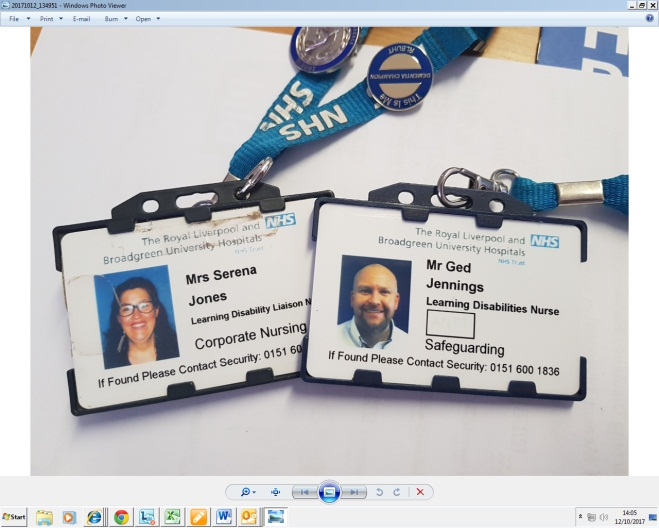 20171012_134951 - Windows Photo Viewer
File Print E-mail Burn Open
DEMENTIA CHAMPION
RLBUHT
This Is Me
NHS
NHS
The Royal Liverpool and
Broadgreen University Hospitals
NHS
NHS Trust
Mrs Serena
Jones
Learning Disability Liaison N
Corporate Nursing
If Found Please Contact Security: 0151 60
The Royal Liverpool and
Broadgreen University Hospitals
NHS
NHS Trust
Mr Ged
Jennings
Learning Disabilities Nurse
Safeguarding
If Found Please Contact Security: 0151 600 1836
Start
14:05
12/10/2017